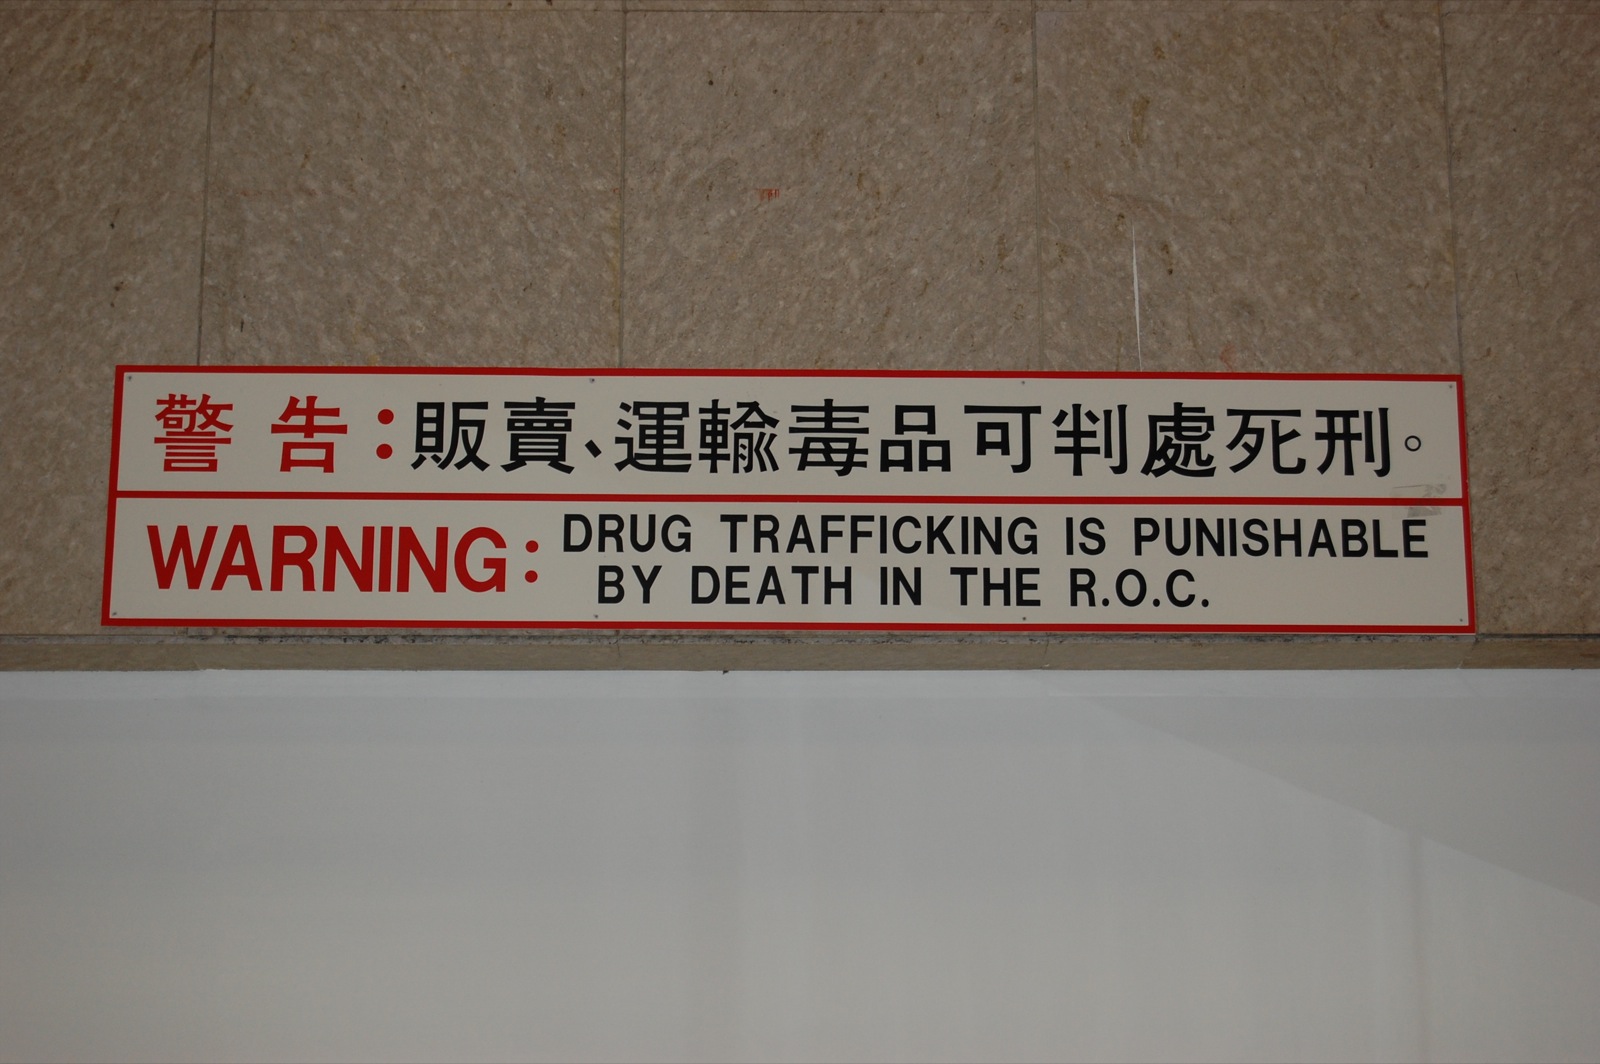 警告：販賣、運輸毒品可判處死刑。
WARNING: DRUG TRAFFICKING IS PUNISHABLE
BY DEATH IN THE R.O.C.